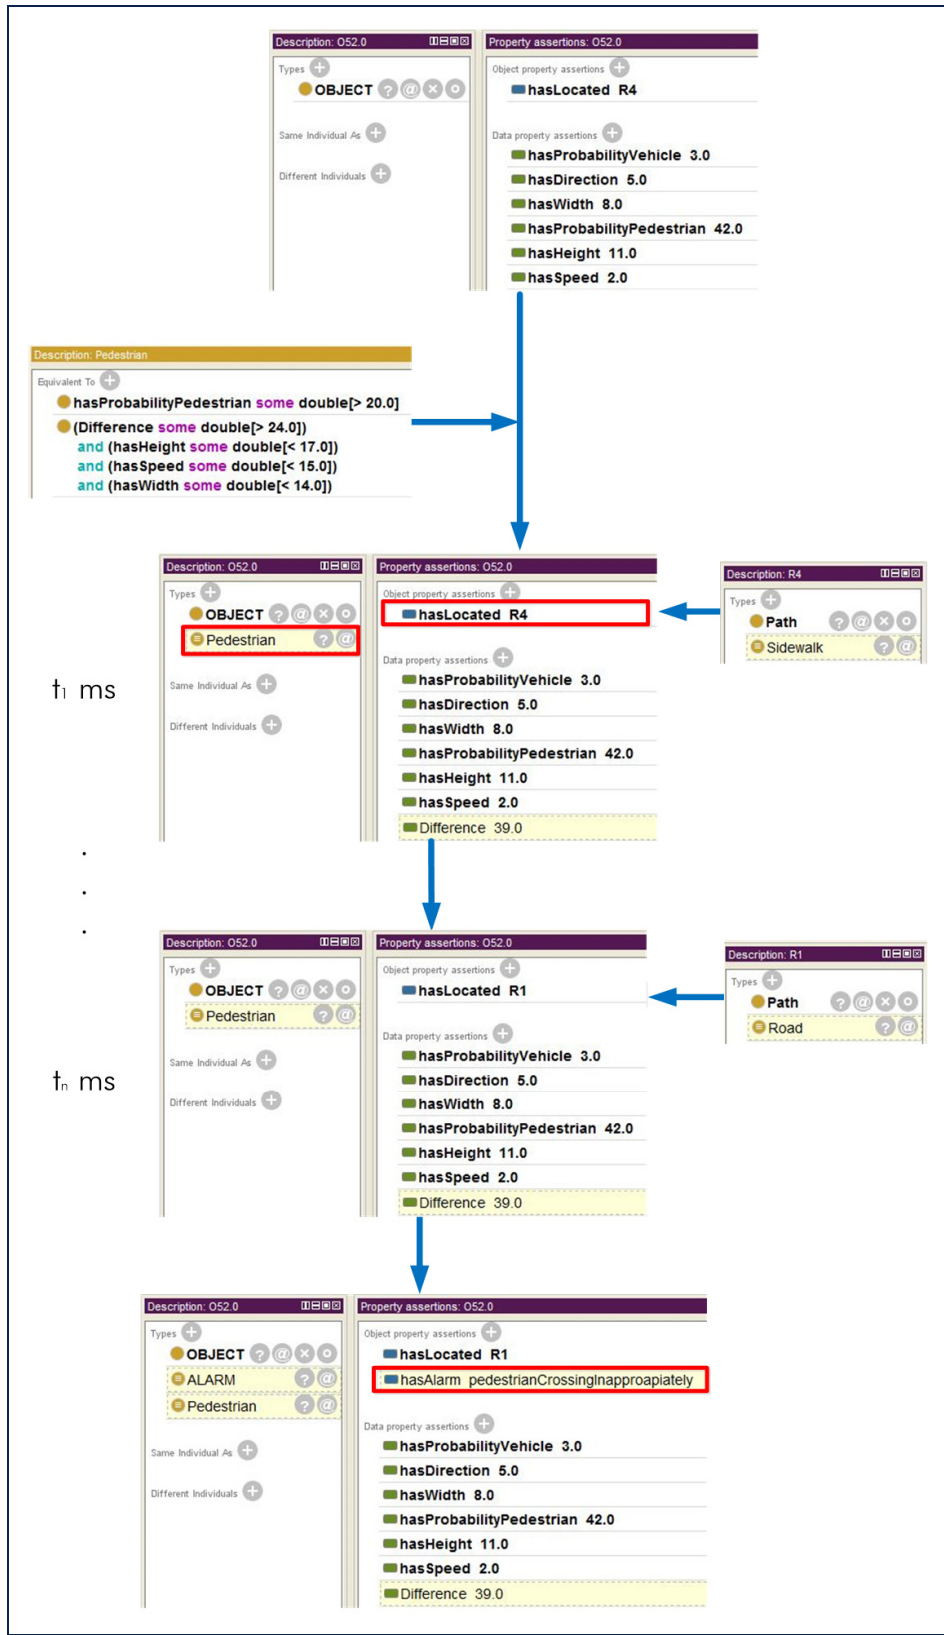 Description: O52.0
Types
OBJECT
Same Individual As
Different Individuals
Property assertions: O52.0
Object property assertions
hasLocated R4
Data property assertions
hasProbabilityVehicle 3.0
hasDirection 5.0
hasWidth 8.0
hasProbabilityPedestrian 42.0
hasHeight 11.0
hasSpeed 2.0
Description: Pedestrian
Equivalent To
hasProbabilityPedestrian some double[> 20.0]
(Difference some double[> 24.0])
and (hasHeight some double[< 17.0])
and (hasSpeed some double[< 15.0])
and (hasWidth some double[< 14.0])
t1 ms
Description: O52.0
Types
OBJECT
Pedestrian
Same Individual As
Different Individuals
Property assertions: O52.0
Object property assertions
hasLocated R4
Data property assertions
hasProbabilityVehicle 3.0
hasDirection 5.0
hasWidth 8.0
hasProbabilityPedestrian 42.0
hasHeight 11.0
hasSpeed 2.0
Difference 39.0
Description: R4
Types
Path
Sidewalk
.
.
.
tn ms
Description: O52.0
Types
OBJECT
Pedestrian
Same Individual As
Different Individuals
Property assertions: O52.0
Object property assertions
hasLocated R1
Data property assertions
hasProbabilityVehicle 3.0
hasDirection 5.0
hasWidth 8.0
hasProbabilityPedestrian 42.0
hasHeight 11.0
hasSpeed 2.0
Difference 39.0
Description: R1
Types
Path
Road
Description: O52.0
Types
OBJECT
ALARM
Pedestrian
Same Individual As
Different Individuals
Property assertions: O52.0
Object property assertions
hasLocated R1
hasAlarm pedestrianCrossingInapproapiately
Data property assertions
hasProbabilityVehicle 3.0
hasDirection 5.0
hasWidth 8.0
hasProbabilityPedestrian 42.0
hasHeight 11.0
hasSpeed 2.0
Difference 39.0